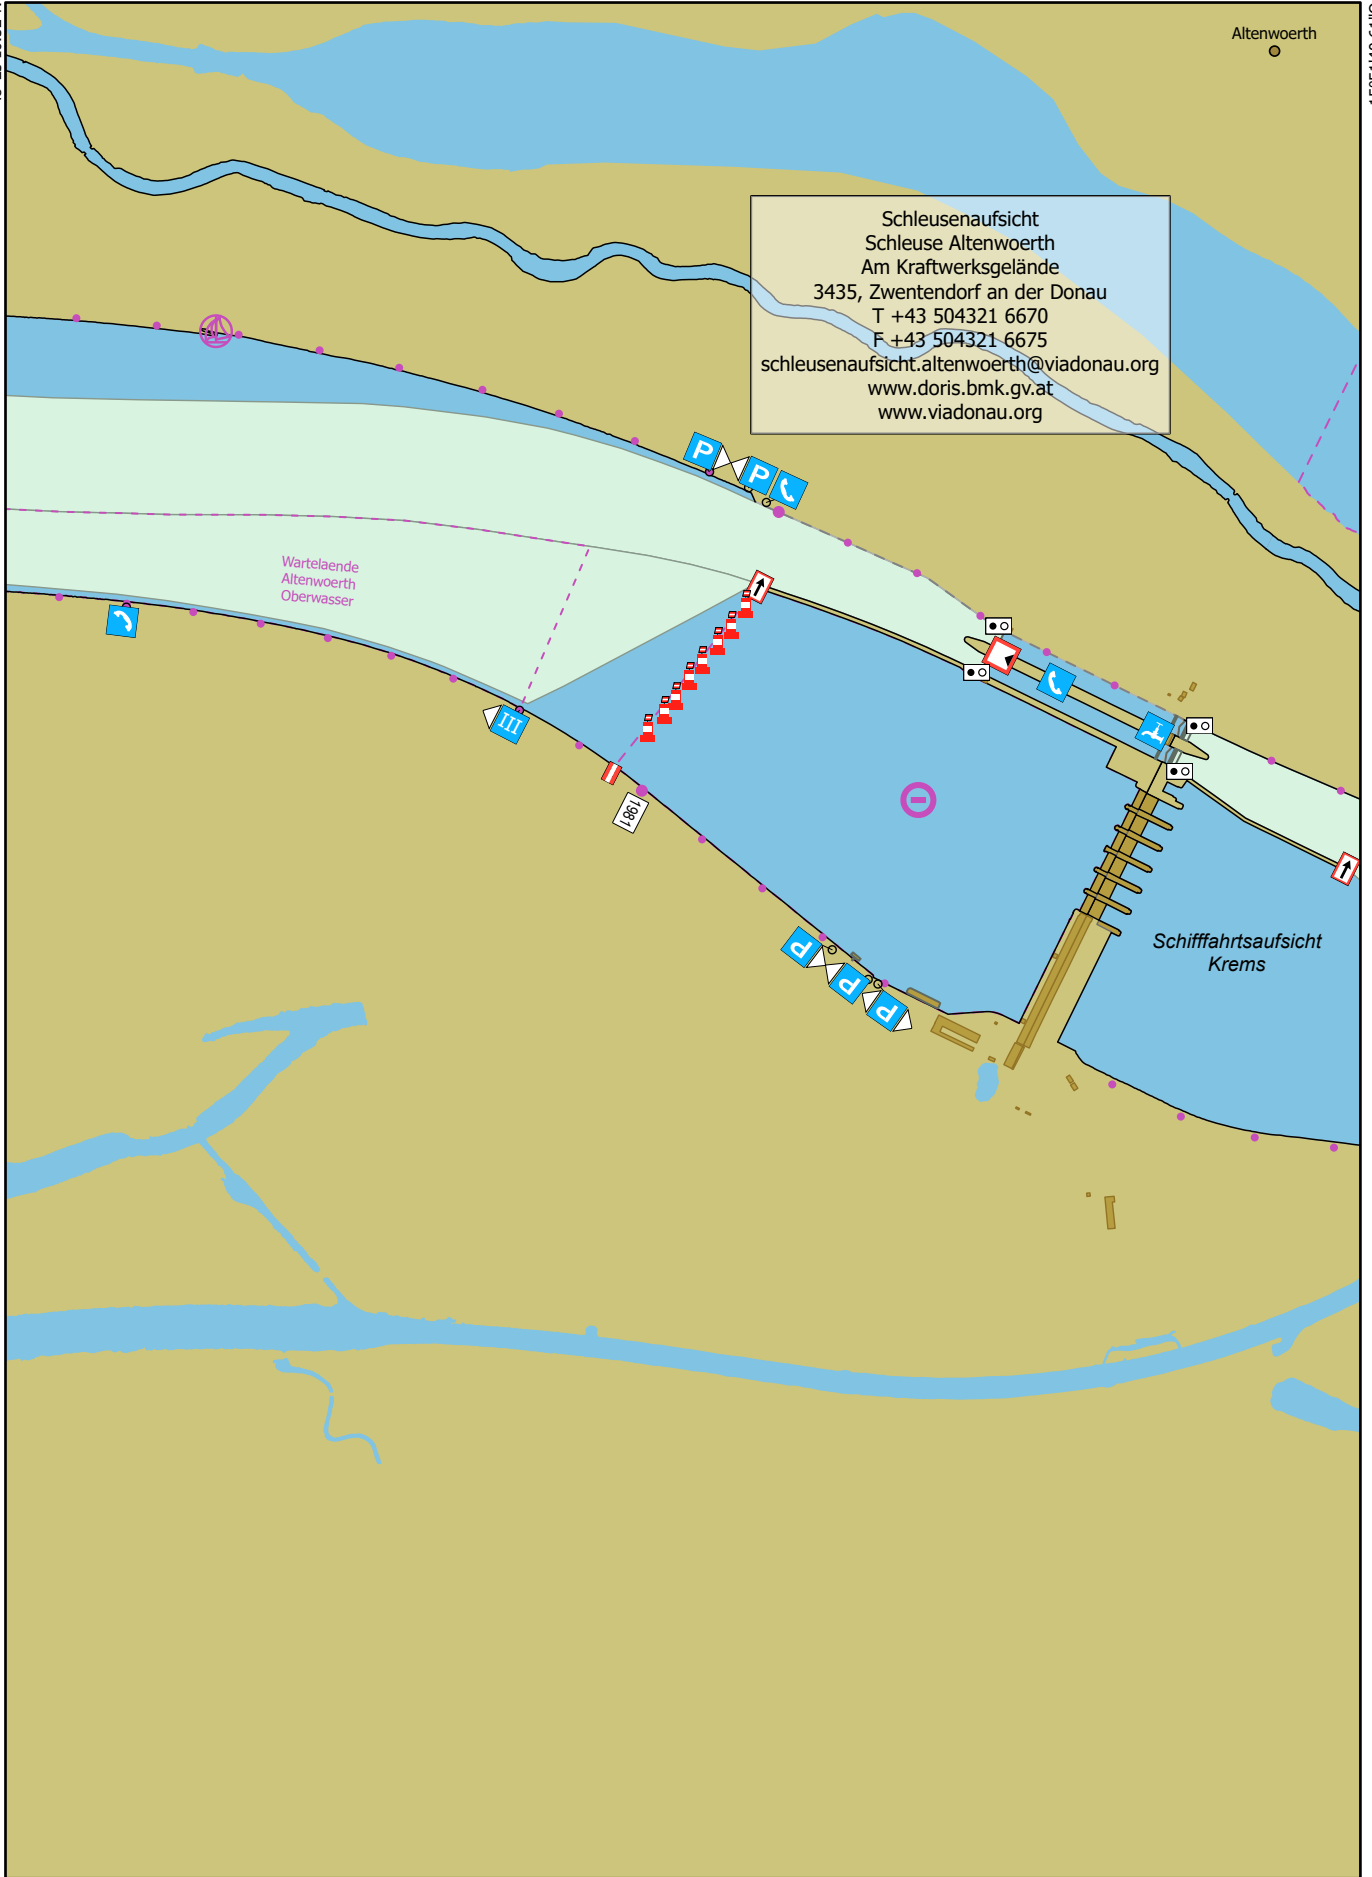 Altenwoerth
Schleusenaufsicht
Schleuse Altenwoerth
Am Kraftwerksgelände
3435, Zwentendorf an der Donau
T +43 504321 6670
F +43 504321 6675
schleusenaufsicht.altenwoerth@viadonau.org
www.doris.bmk.gv.at
www.viadonau.org
P
P
Wartelaende
Altenwoerth
Oberwasser
III
1981
P
P
P
Schifffahrtsaufsicht
Krems